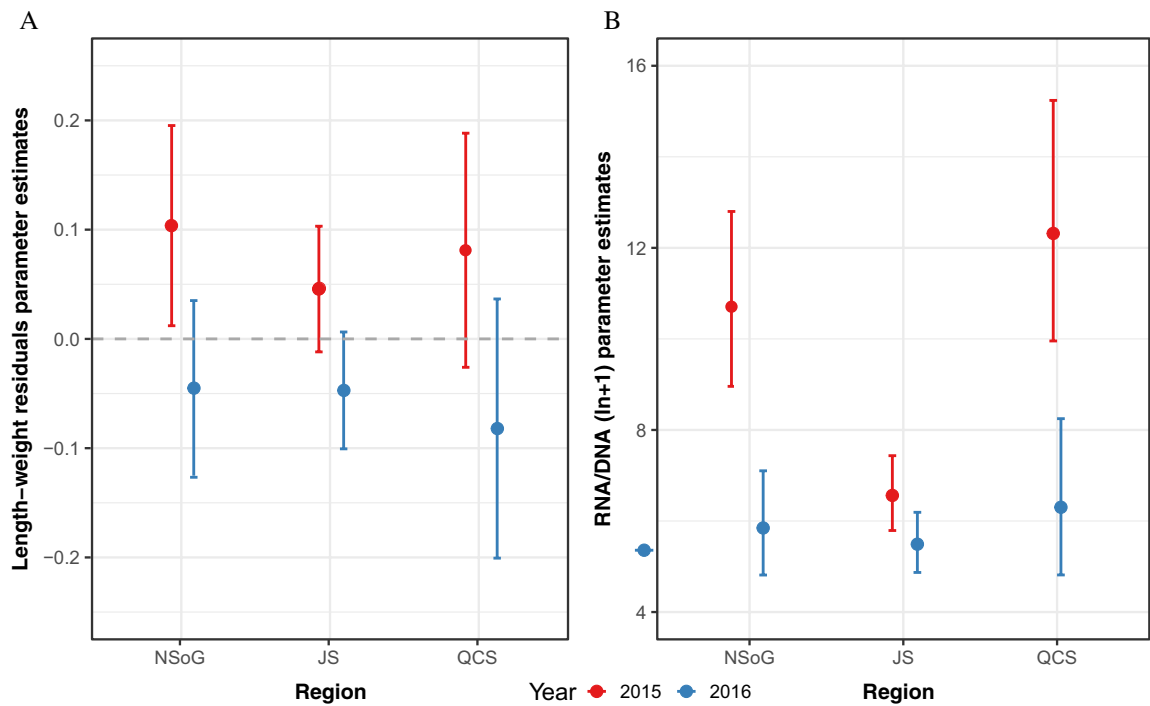 A
B
Length−weight residuals parameter estimates
0.2
0.1
0.0
−0.1
−0.2
NSoG JS QCS
Region
RNA/DNA (ln+1) parameter estimates
16
12
8
4
NSoG JS QCS
Region
Year 2015 2016